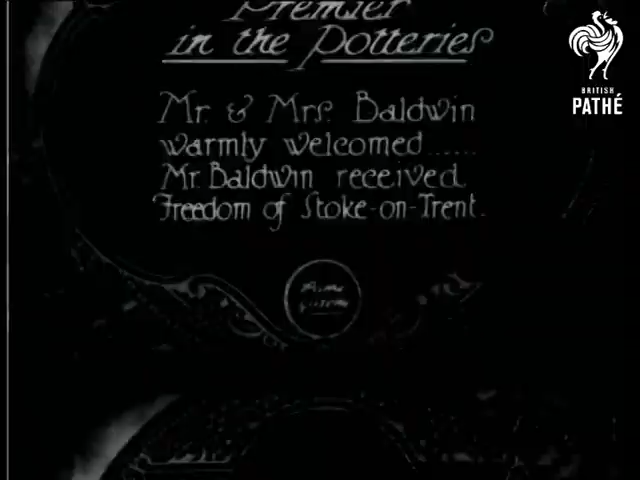 Premier
in the Potteries
Mr. & Mrs. Baldwin
warmly welcomed......
Mr. Baldwin received
Freedom of Stoke-on-Trent.
BRITISH
PATHÉ